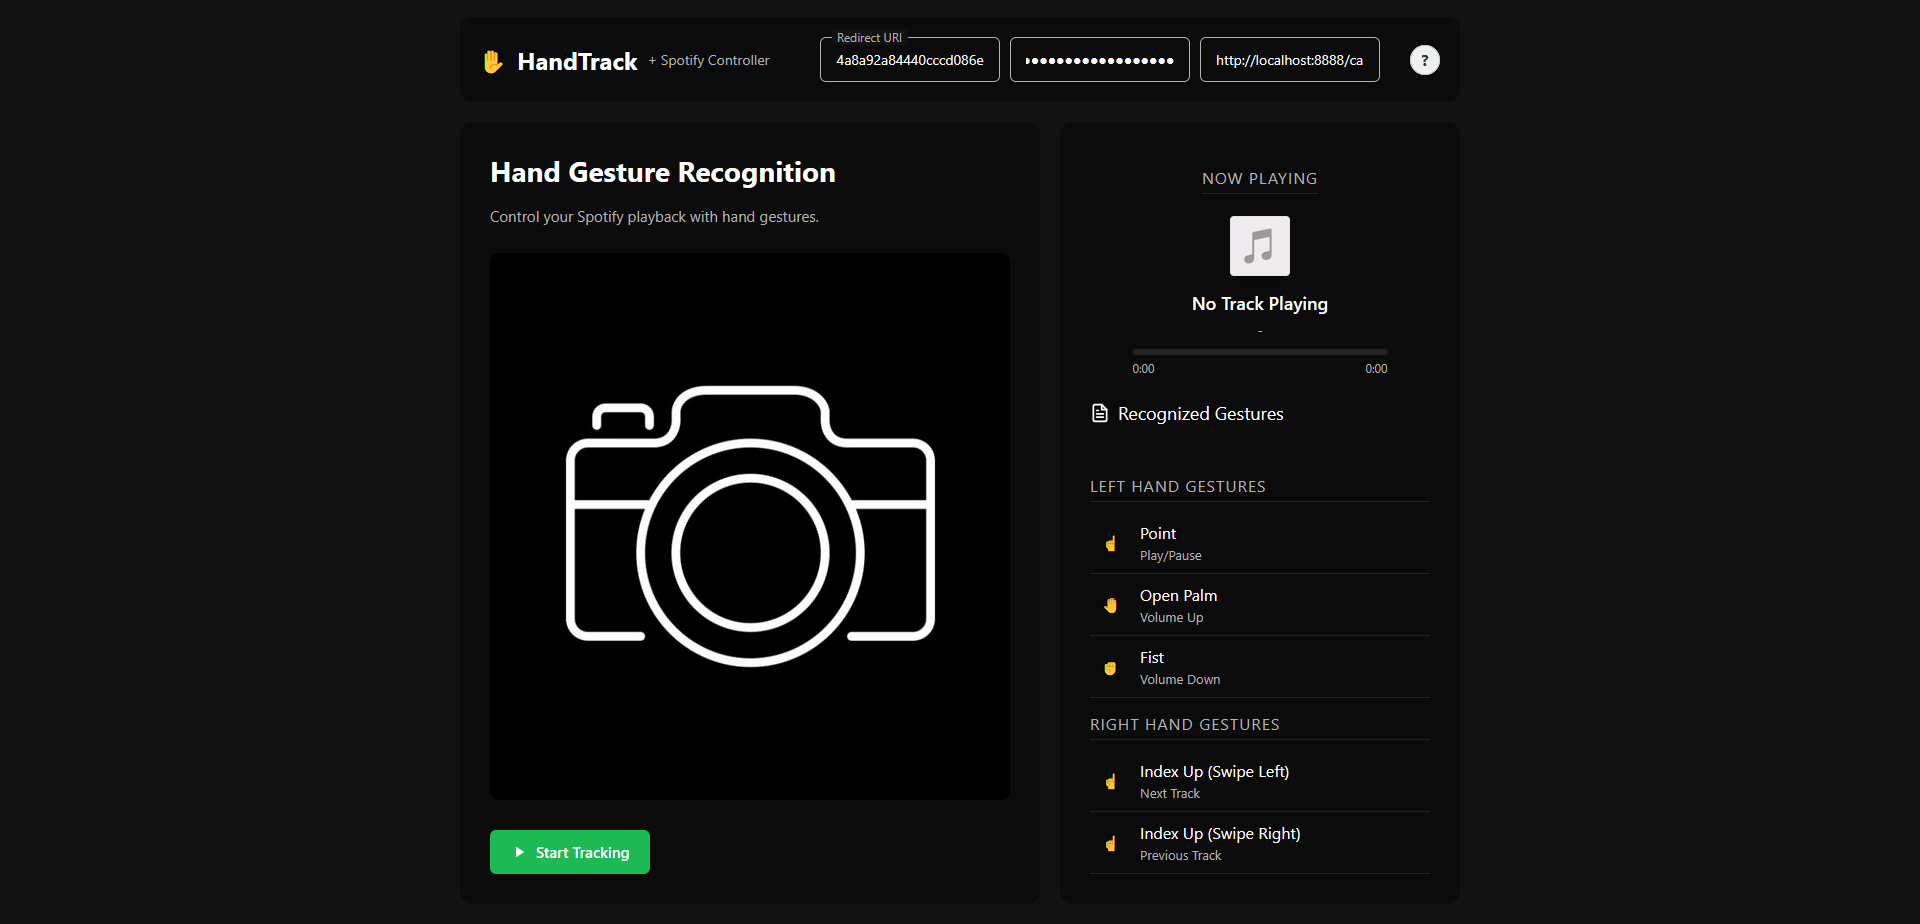 HandTrack + Spotify Controller
Redirect URI
4a8a92a84440cccd086e
••••••••••••••••••
http://localhost:8888/ca
?
Hand Gesture Recognition
Control your Spotify playback with hand gestures.
Start Tracking
NOW PLAYING
No Track Playing
-
0:00 0:00
Recognized Gestures
LEFT HAND GESTURES
Point
Play/Pause
Open Palm
Volume Up
Fist
Volume Down
RIGHT HAND GESTURES
Index Up (Swipe Left)
Next Track
Index Up (Swipe Right)
Previous Track